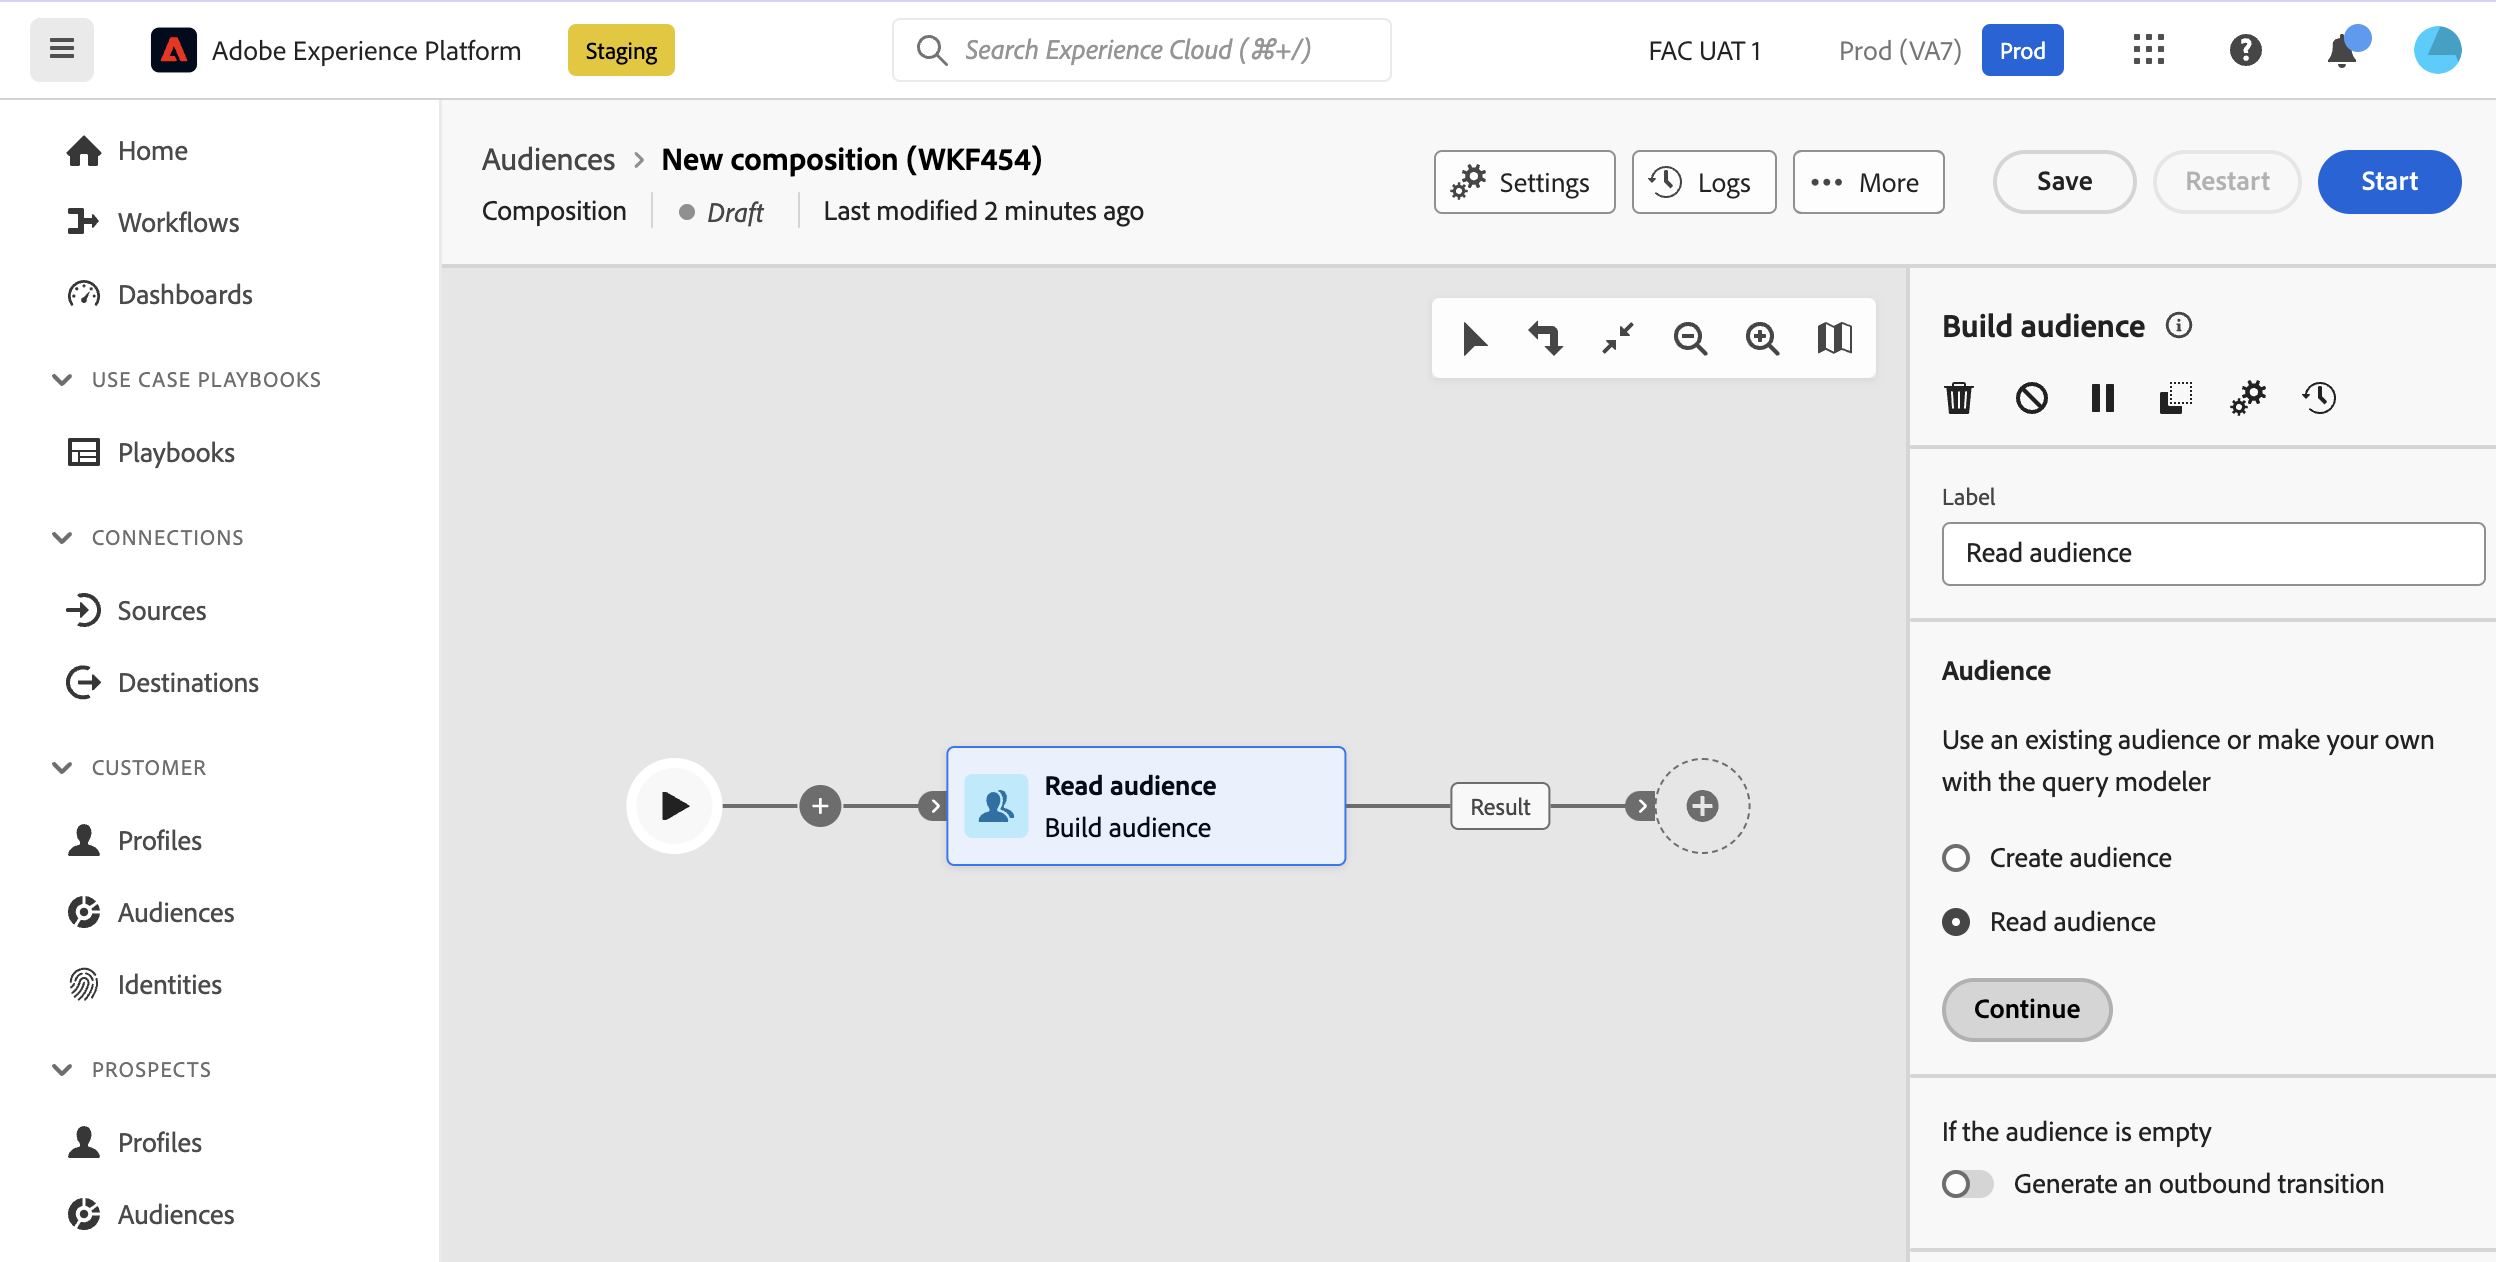 Adobe Experience Platform
Staging
Search Experience Cloud (⌘+/)
FAC UAT 1
Prod (VA7)
Prod
Home
Workflows
Dashboards
USE CASE PLAYBOOKS
Playbooks
CONNECTIONS
Sources
Destinations
CUSTOMER
Profiles
Audiences
Identities
PROSPECTS
Profiles
Audiences
Audiences > New composition (WKF454)
Composition
Draft
Last modified 2 minutes ago
Settings
Logs
More
Save
Restart
Start
Read audience
Build audience
Result
Build audience
Label
Read audience
Audience
Use an existing audience or make your own
with the query modeler
Create audience
Read audience
Continue
If the audience is empty
Generate an outbound transition